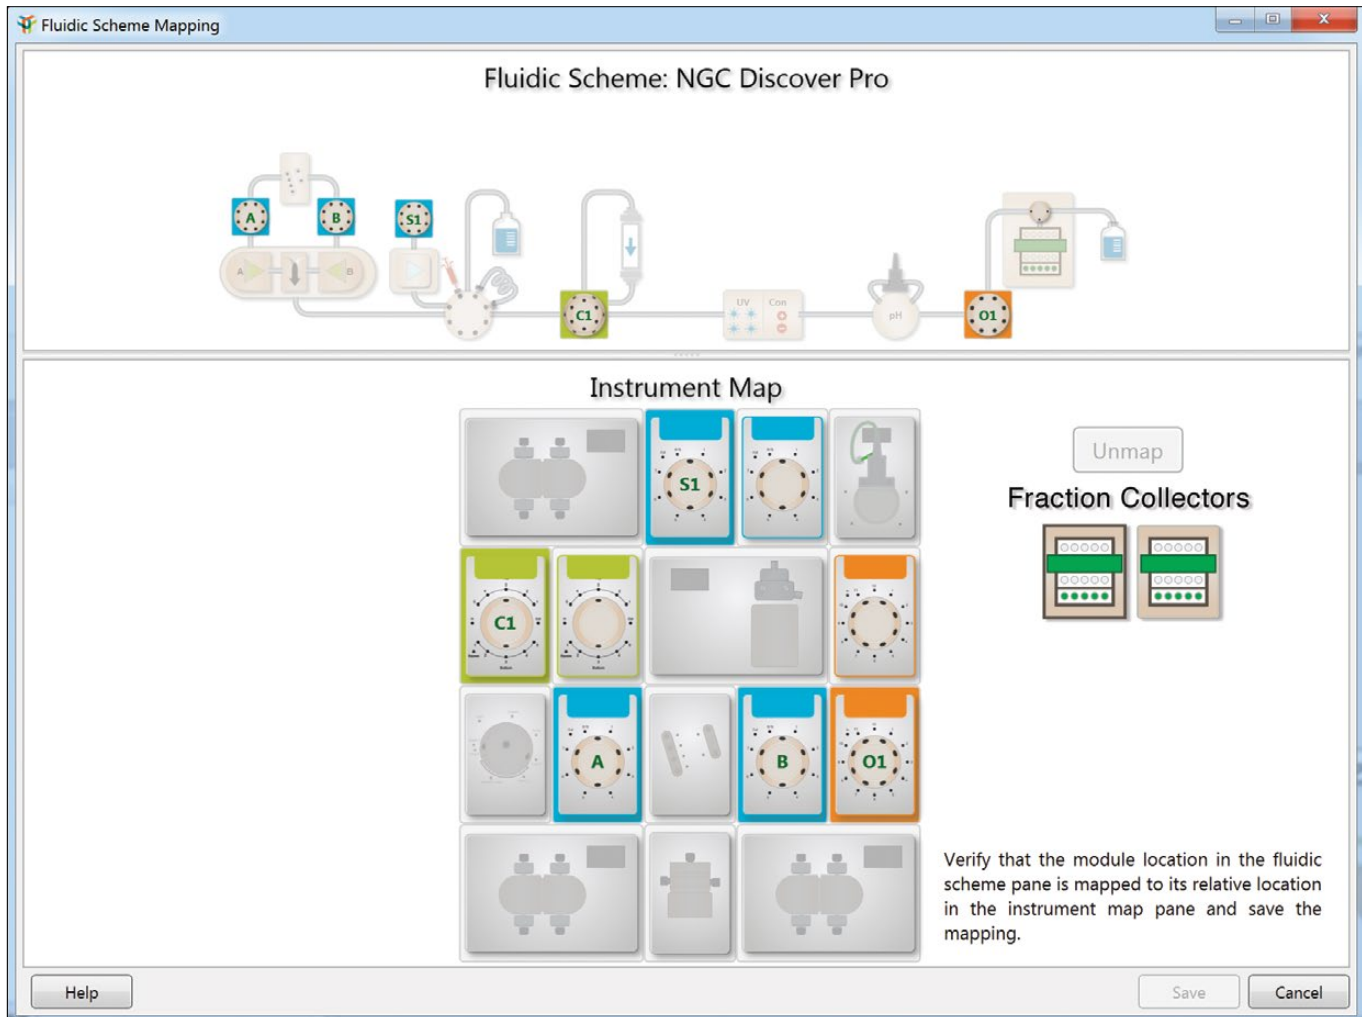 Fluidic Scheme Mapping
Fluidic Scheme: NGC Discover Pro
A B S1
A B
UV Con
C1 pH O1
Instrument Map
S1
Unmap
Fraction Collectors
C1
A B O1
Verify that the module location in the fluidic
scheme pane is mapped to its relative location
in the instrument map pane and save the
mapping.
Help Save Cancel